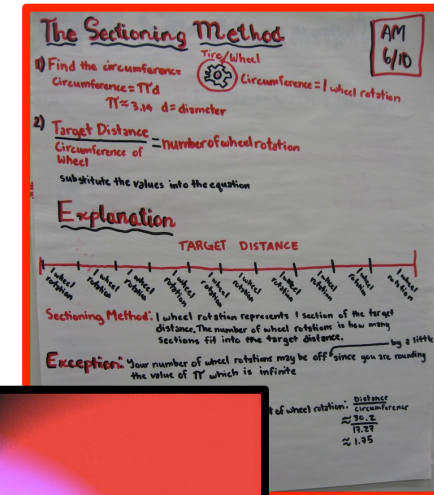 The Sectioning Method
AM
6/10
1) Find the circumference
Circumference = πd
π≈3.14 d=diameter
Tire/Wheel
Circumference = 1 wheel rotation
2) Target Distance
Circumference of
Wheel
= number of wheel rotation
substitute the values into the equation
Explanation
TARGET DISTANCE
1 wheel rotation
1 wheel rotation
wheel rotation
1 wheel rotation
1 wheel rotation
1 wheel rotation
1 wheel rotation
1 wheel rotation
1 wheel rotation
1 wheel rotation
Sectioning Method: 1 wheel rotation represents 1 section of the target
distance. The number of wheel rotations is how many
sections fit into the target distance.
by a little
Exception: Your number of wheel rotations may be off since you are rounding
the value of π which is infinite
of wheel rotation: Distance
Circumference
≈ 30.2
17.27
≈ 1.75